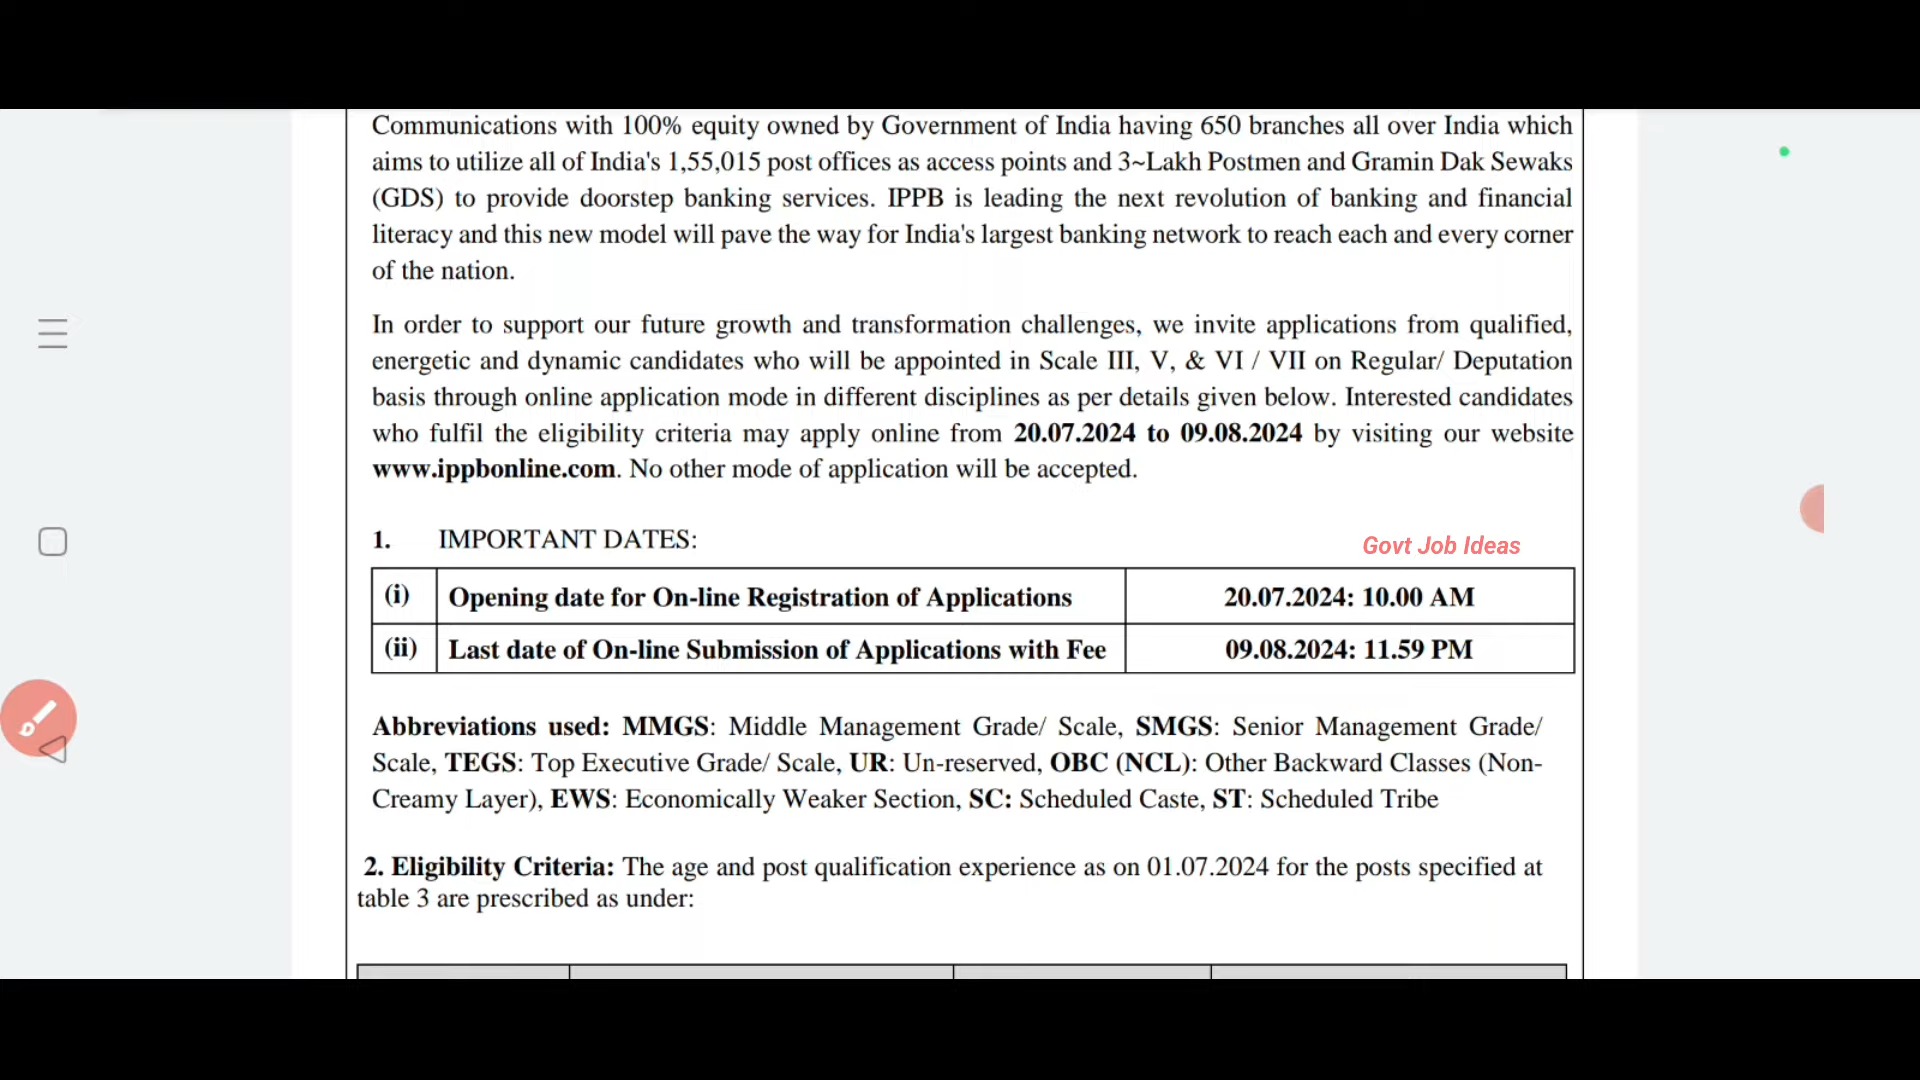 Communications with 100% equity owned by Government of India having 650 branches all over India which
aims to utilize all of India's 1,55,015 post offices as access points and 3~Lakh Postmen and Gramin Dak Sewaks
(GDS) to provide doorstep banking services. IPPB is leading the next revolution of banking and financial
literacy and this new model will pave the way for India's largest banking network to reach each and every corner
of the nation.
In order to support our future growth and transformation challenges, we invite applications from qualified,
energetic and dynamic candidates who will be appointed in Scale III, V, & VI / VII on Regular/ Deputation
basis through online application mode in different disciplines as per details given below. Interested candidates
who fulfil the eligibility criteria may apply online from 20.07.2024 to 09.08.2024 by visiting our website
www.ippbonline.com. No other mode of application will be accepted.
1. IMPORTANT DATES:
Govt Job Ideas
(i) Opening date for On-line Registration of Applications 20.07.2024: 10.00 AM
(ii) Last date of On-line Submission of Applications with Fee 09.08.2024: 11.59 PM
Abbreviations used: MMGS: Middle Management Grade/ Scale, SMGS: Senior Management Grade/
Scale, TEGS: Top Executive Grade/ Scale, UR: Un-reserved, OBC (NCL): Other Backward Classes (Non-
Creamy Layer), EWS: Economically Weaker Section, SC: Scheduled Caste, ST: Scheduled Tribe
2. Eligibility Criteria: The age and post qualification experience as on 01.07.2024 for the posts specified at
table 3 are prescribed as under: